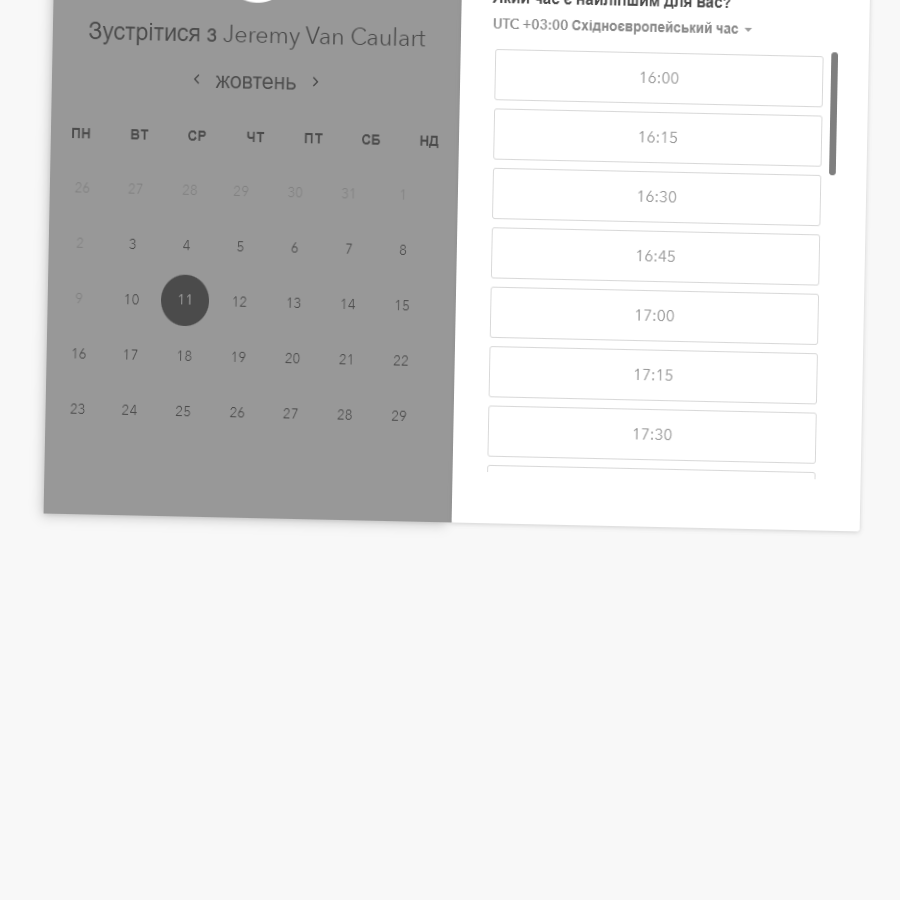 Зустрітися з Jeremy Van Caulart
жовтень
ПН ВТ СР ЧТ ПТ СБ НД
26 27 28 29 30 31 1
2 3 4 5 6 7 8
9 10 11 12 13 14 15
16 17 18 19 20 21 22
23 24 25 26 27 28 29
Який час є найліпшим для вас?
UTC +03:00 Східноєвропейський час
16:00
16:15
16:30
16:45
17:00
17:15
17:30